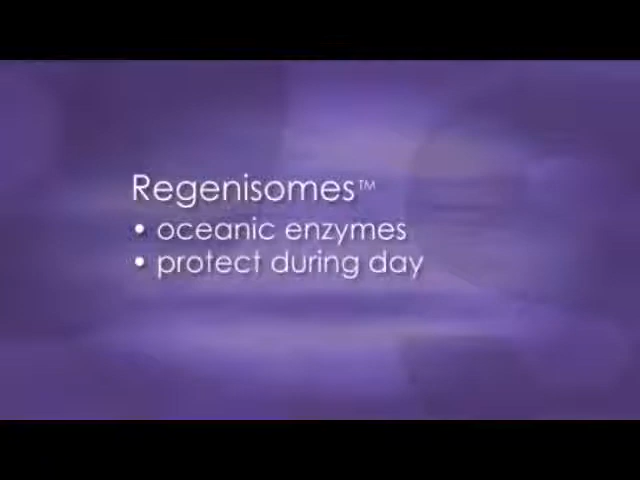 Regenisomes™
• oceanic enzymes
• protect during day